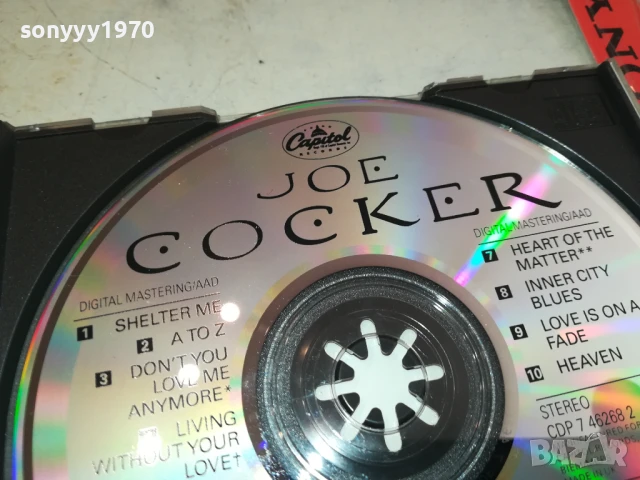 sonyyy1970
Capitol
RECORDS
JOE
COCKER
DIGITAL MASTERING/AAD
1 SHELTER ME
2 A TO Z
3 DON'T YOU
LOVE ME
ANYMORE*
LIVING
WITHOUT YOUR
LOVE†
DIGITAL MASTERING/AAD
7 HEART OF THE
MATTER**
8 INNER CITY
BLUES
9 LOVE IS ON A
FADE
10 HEAVEN
STEREO
CDP 7 46268 2
BAZAR